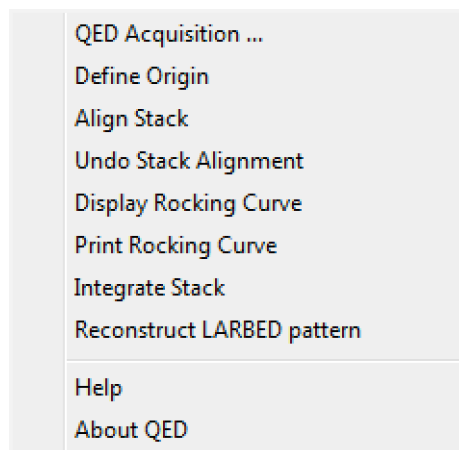 QED Acquisition ...
Define Origin
Align Stack
Undo Stack Alignment
Display Rocking Curve
Print Rocking Curve
Integrate Stack
Reconstruct LARBED pattern
Help
About QED